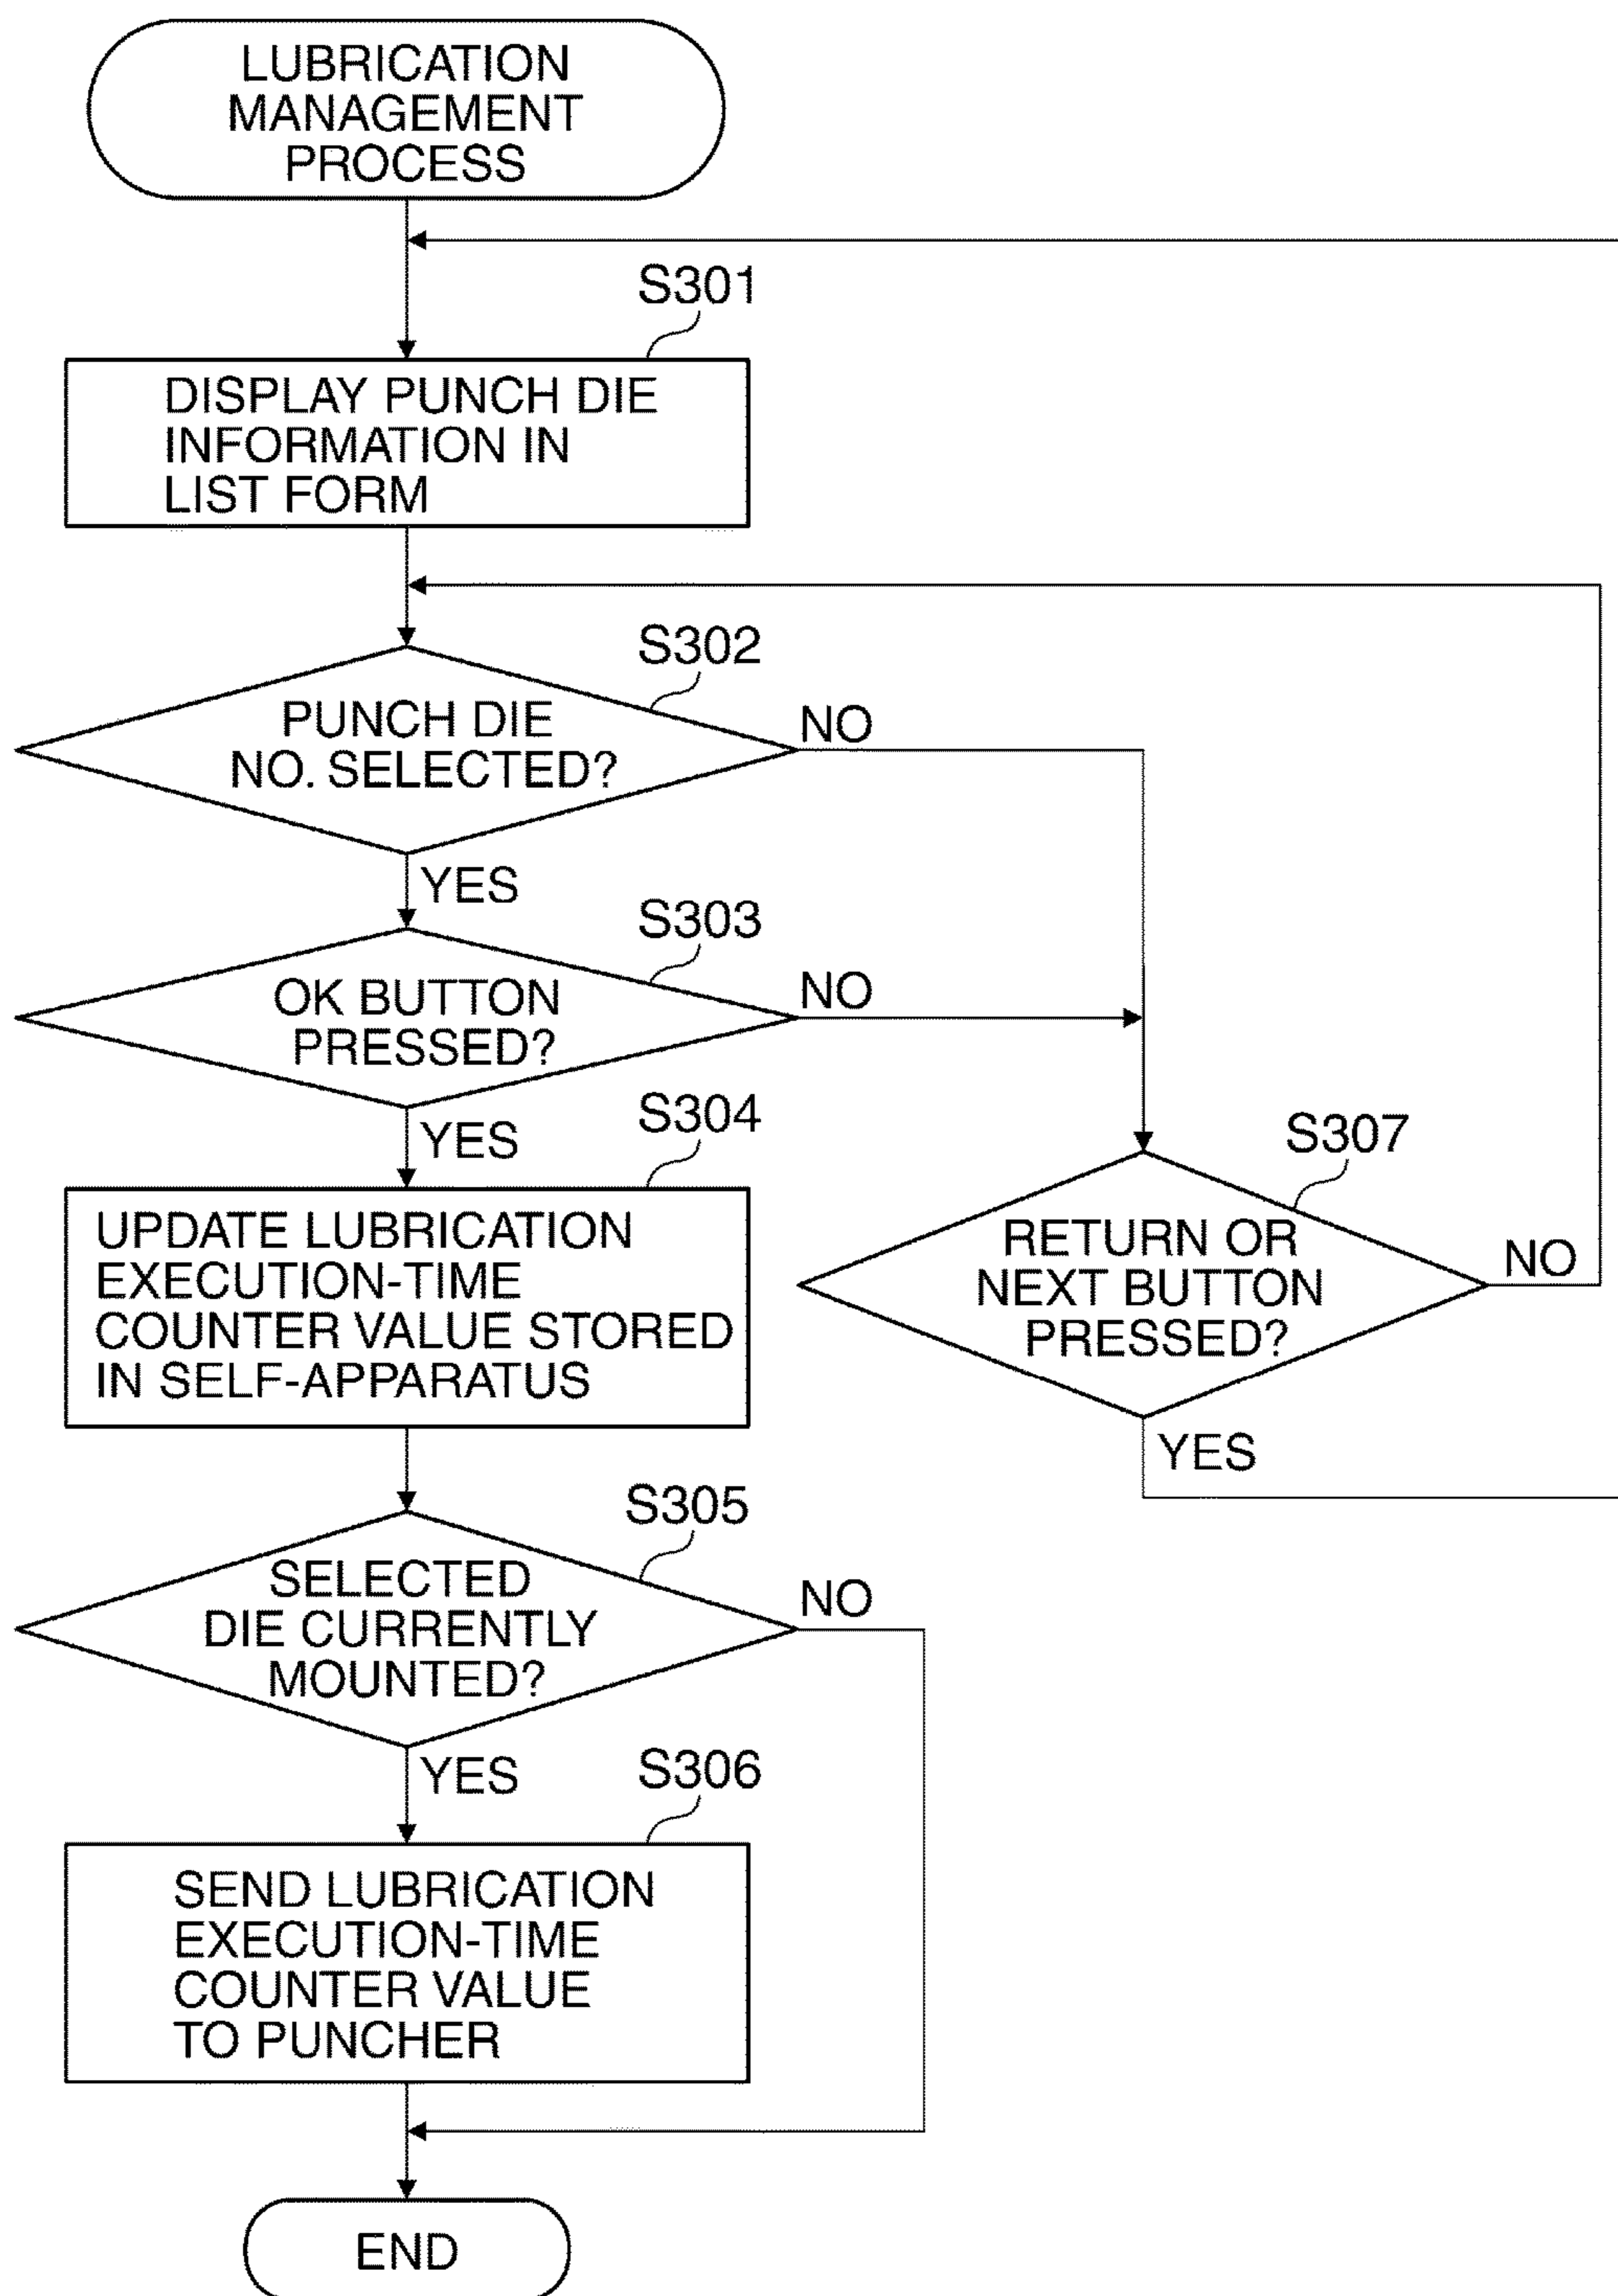 LUBRICATION
MANAGEMENT
PROCESS
S301
DISPLAY PUNCH DIE
INFORMATION IN
LIST FORM
S302
PUNCH DIE
NO. SELECTED?
NO
YES
S303
OK BUTTON
PRESSED?
NO
YES
S304
UPDATE LUBRICATION
EXECUTION-TIME
COUNTER VALUE STORED
IN SELF-APPARATUS
S307
RETURN OR
NEXT BUTTON
PRESSED?
NO
YES
S305
SELECTED
DIE CURRENTLY
MOUNTED?
NO
YES
S306
SEND LUBRICATION
EXECUTION-TIME
COUNTER VALUE
TO PUNCHER
END